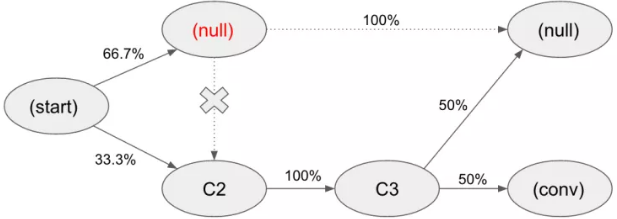 (null)
100%
(null)
66.7%
(start)
50%
33.3%
C2
100%
C3
50%
(conv)